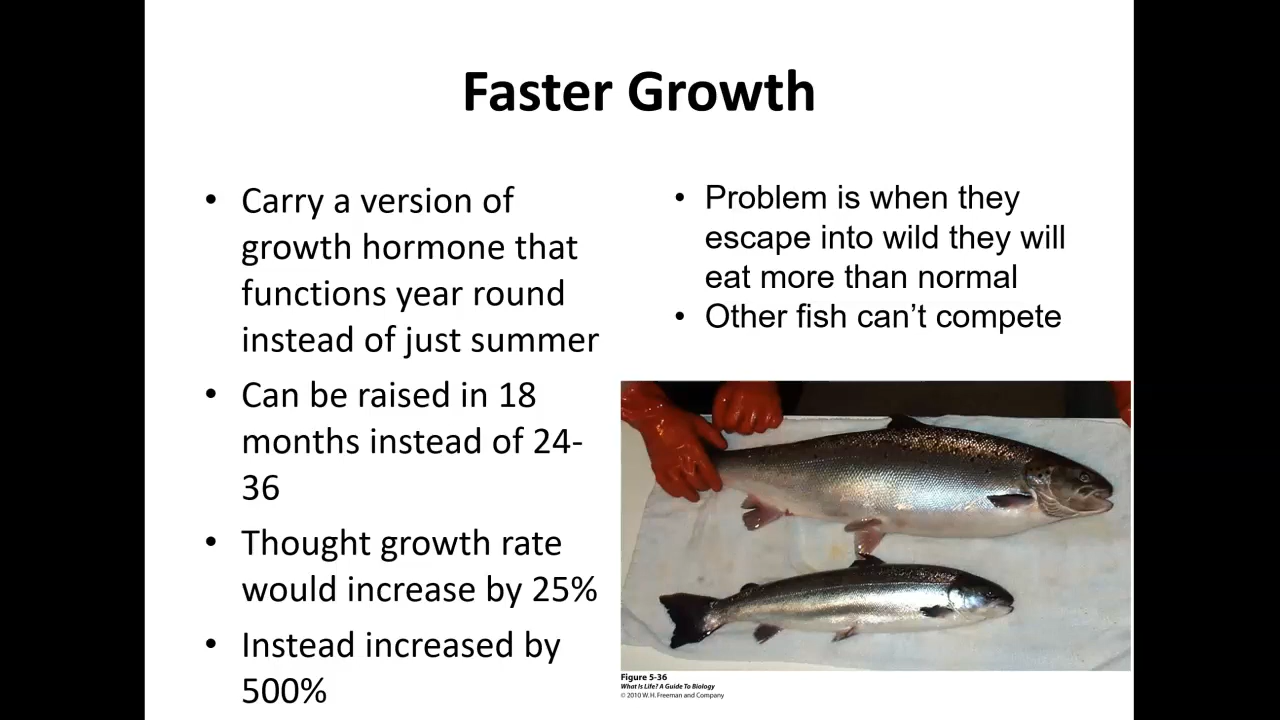 Faster Growth
• Carry a version of
growth hormone that
functions year round
instead of just summer
• Can be raised in 18
months instead of 24-
36
• Thought growth rate
would increase by 25%
• Instead increased by
500%
• Problem is when they
escape into wild they will
eat more than normal
• Other fish can’t compete
Figure 5-36
What Is Life? A Guide To Biology
© 2010 W. H. Freeman and Company